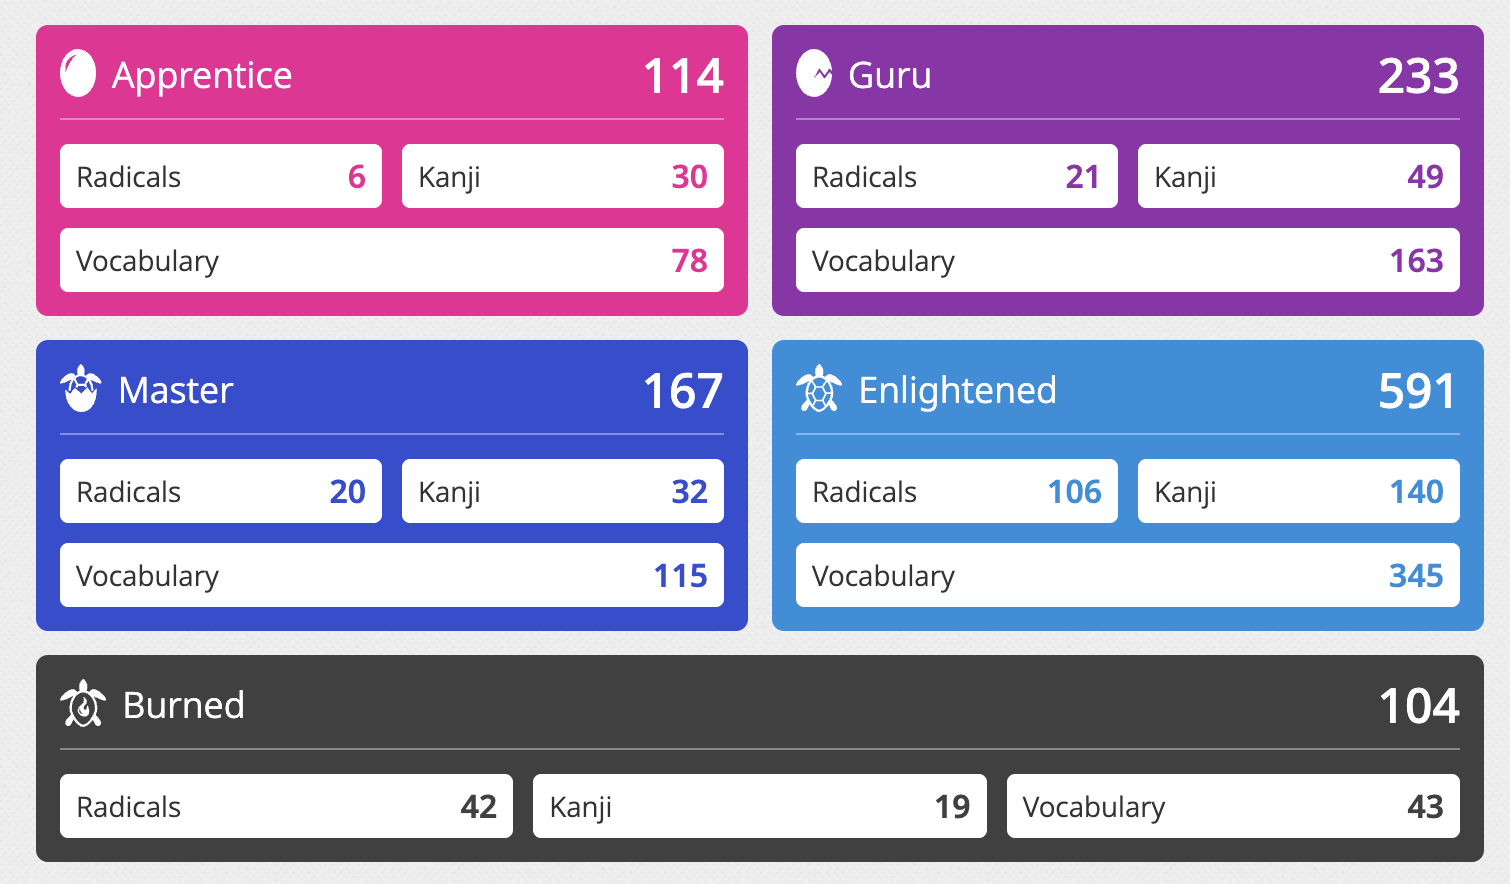 Apprentice 114
Radicals 6 Kanji 30
Vocabulary 78
Guru 233
Radicals 21 Kanji 49
Vocabulary 163
Master 167
Radicals 20 Kanji 32
Vocabulary 115
Enlightened 591
Radicals 106 Kanji 140
Vocabulary 345
Burned 104
Radicals 42 Kanji 19 Vocabulary 43